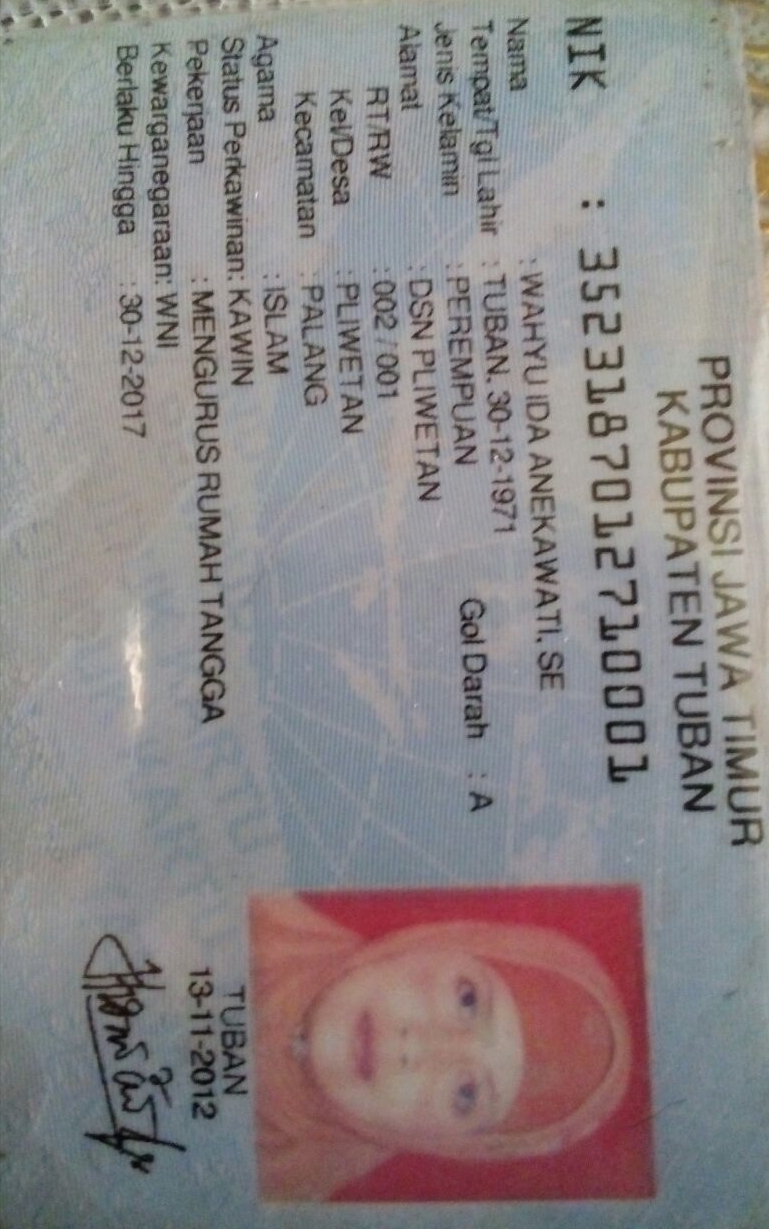 PROVINSI JAWA TIMUR
KABUPATEN TUBAN
NIK : 3523187012710001
Nama : WAHYU IDA ANEKAWATI, SE
Tempat/Tgl Lahir : TUBAN, 30-12-1971
Jenis Kelamin : PEREMPUAN Gol Darah : A
Alamat : DSN PLIWETAN
RT/RW : 002 / 001
Kel/Desa : PLIWETAN
Kecamatan : PALANG
Agama : ISLAM
Status Perkawinan: KAWIN
Pekerjaan : MENGURUS RUMAH TANGGA
Kewarganegaraan: WNI
Berlaku Hingga : 30-12-2017
TUBAN
13-11-2012